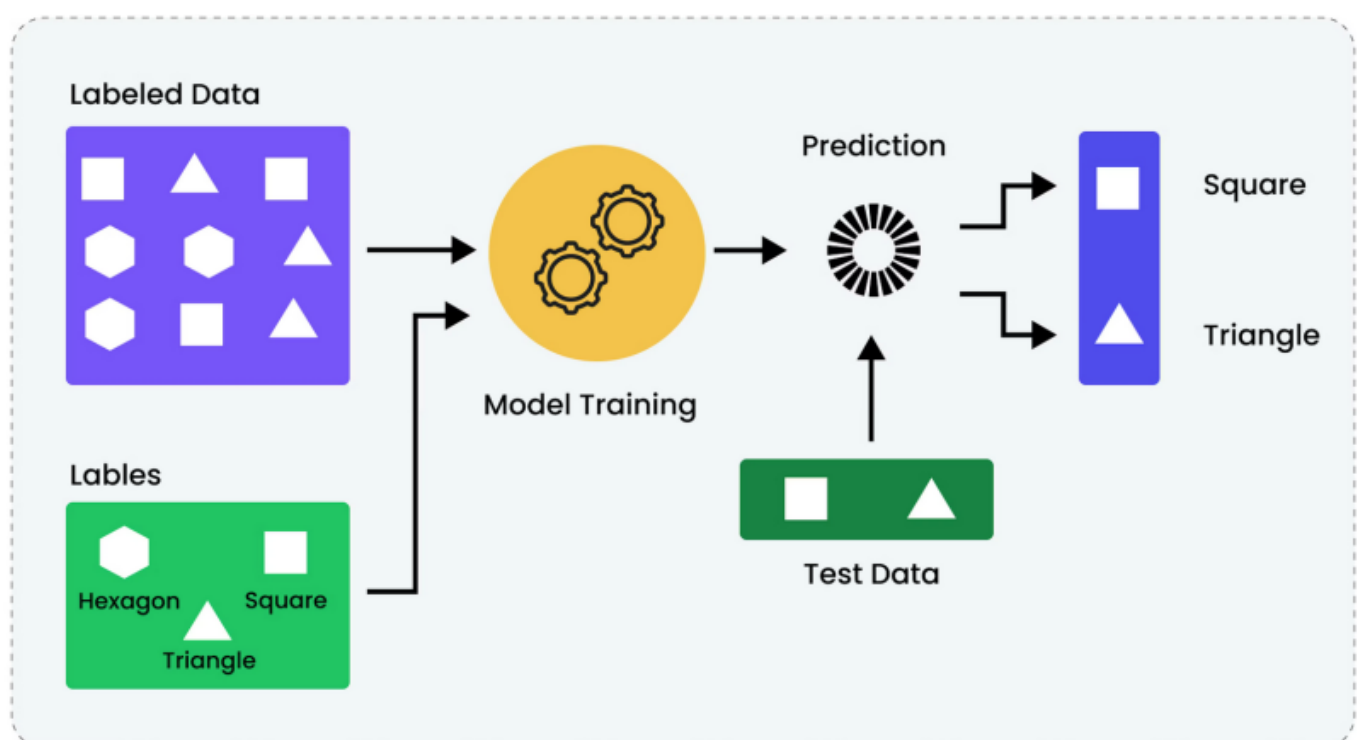 Labeled Data
Prediction
Square
Triangle
Model Training
Lables
Hexagon
Square
Triangle
Test Data